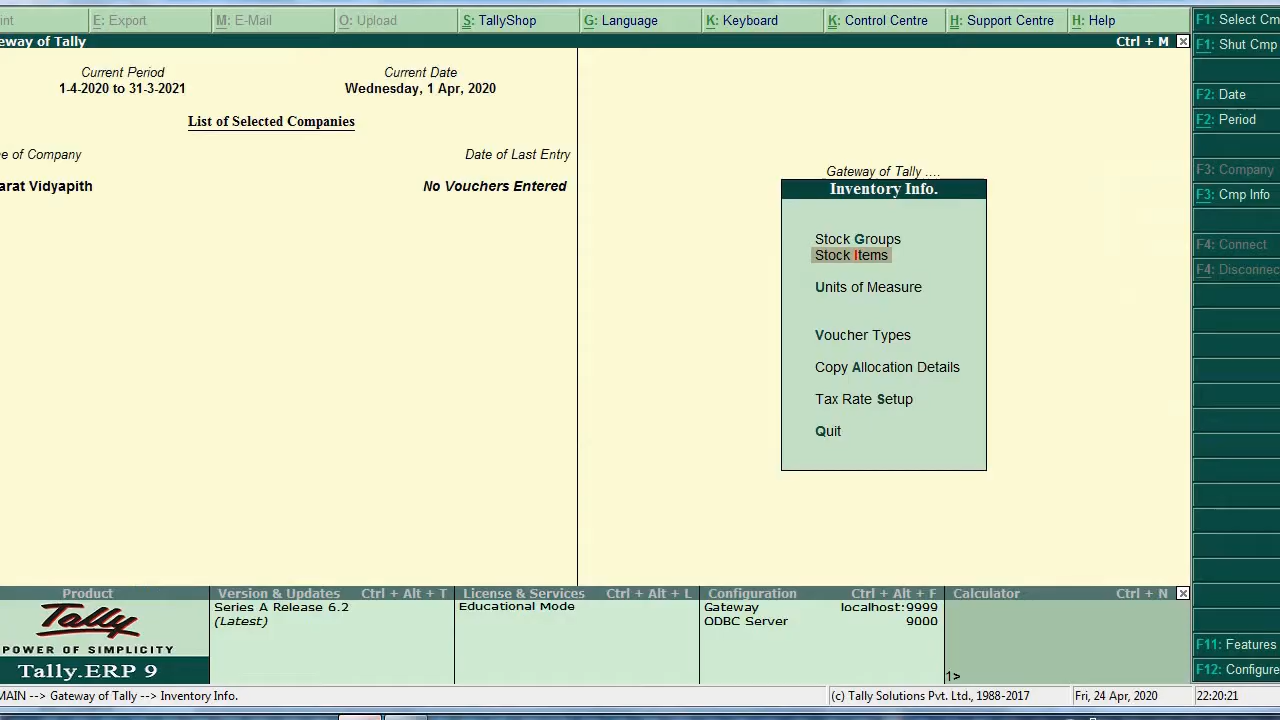 int E: Export M: E-Mail O: Upload S: TallyShop G: Language K: Keyboard K: Control Centre H: Support Centre H: Help
eway of Tally Ctrl + M
Current Period Current Date
1-4-2020 to 31-3-2021 Wednesday, 1 Apr, 2020
List of Selected Companies
e of Company Date of Last Entry
arat Vidyapith No Vouchers Entered
Gateway of Tally ....
Inventory Info.
Stock Groups
Stock Items
Units of Measure
Voucher Types
Copy Allocation Details
Tax Rate Setup
Quit
F1: Select Cm
F1: Shut Cmp
F2: Date
F2: Period
F3: Company
F3: Cmp Info
F4: Connect
F4: Disconnec
F11: Features
F12: Configure
Product
Tally
POWER OF SIMPLICITY
Tally.ERP 9
Version & Updates Ctrl + Alt + T
Series A Release 6.2
(Latest)
License & Services Ctrl + Alt + L
Educational Mode
Configuration Ctrl + Alt + F
Gateway localhost:9999
ODBC Server 9000
Calculator Ctrl + N
1>
MAIN --> Gateway of Tally --> Inventory Info. (c) Tally Solutions Pvt. Ltd., 1988-2017 Fri, 24 Apr, 2020 22:20:21